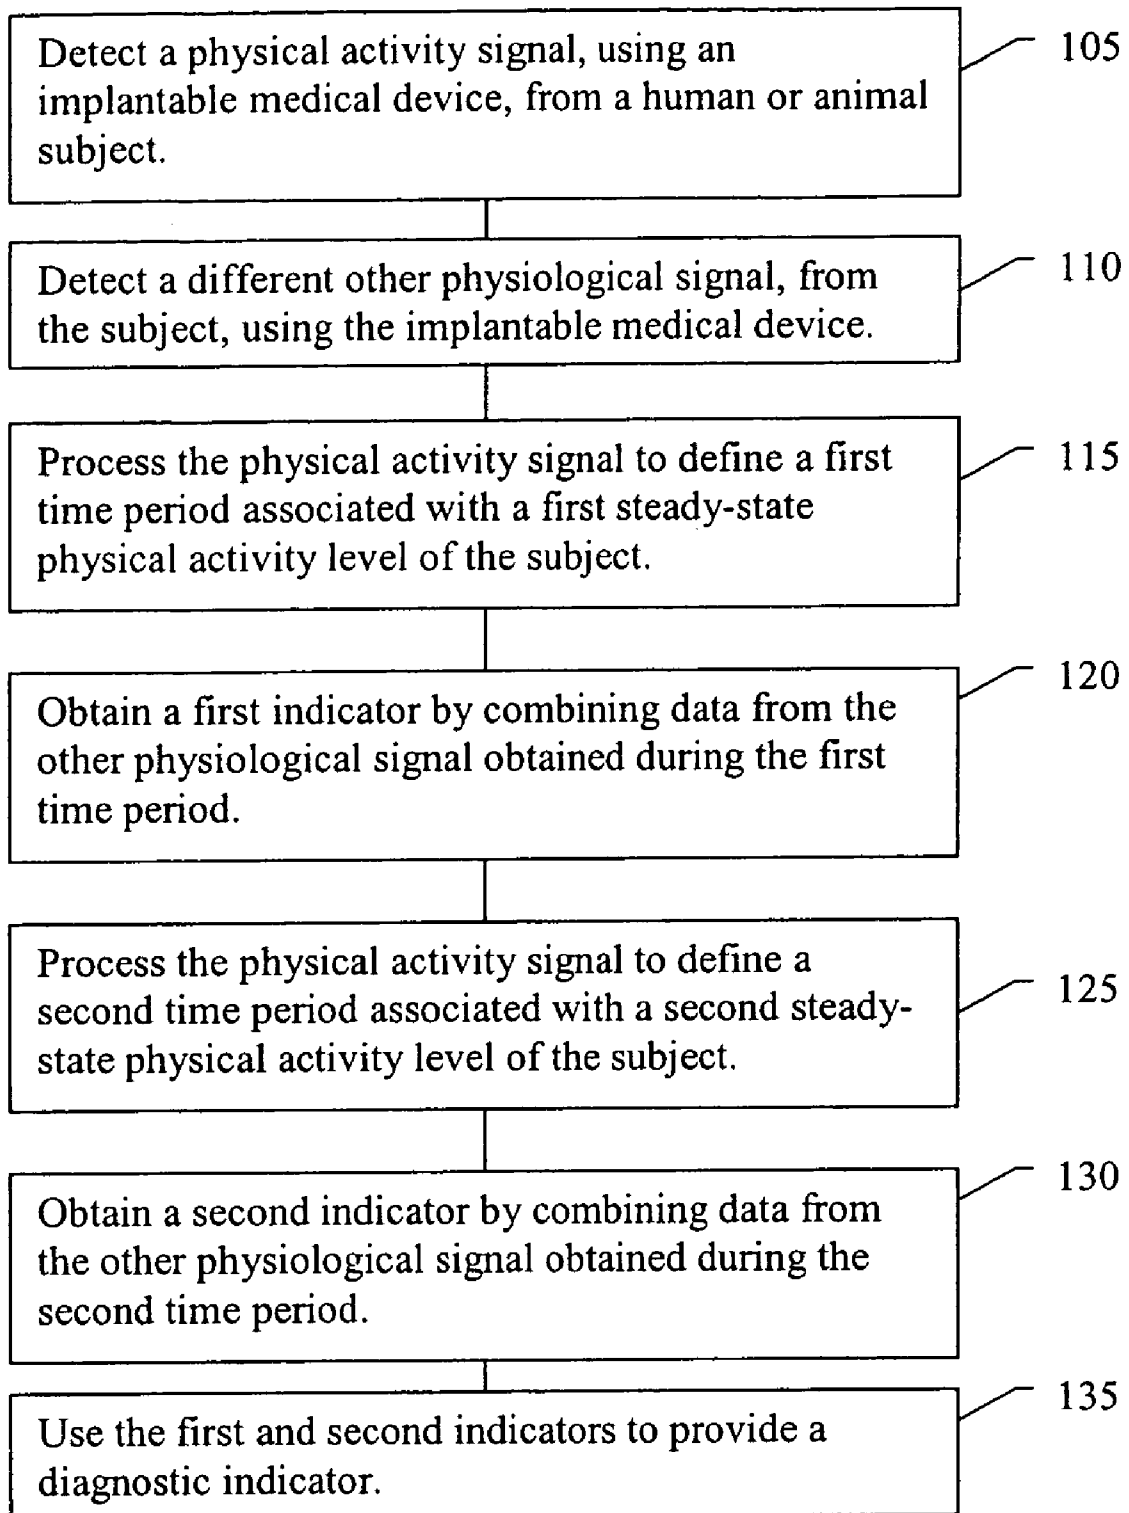 Detect a physical activity signal, using an
implantable medical device, from a human or animal
subject.
105
Detect a different other physiological signal, from
the subject, using the implantable medical device.
110
Process the physical activity signal to define a first
time period associated with a first steady-state
physical activity level of the subject.
115
Obtain a first indicator by combining data from the
other physiological signal obtained during the first
time period.
120
Process the physical activity signal to define a
second time period associated with a second steady-
state physical activity level of the subject.
125
Obtain a second indicator by combining data from
the other physiological signal obtained during the
second time period.
130
Use the first and second indicators to provide a
diagnostic indicator.
135